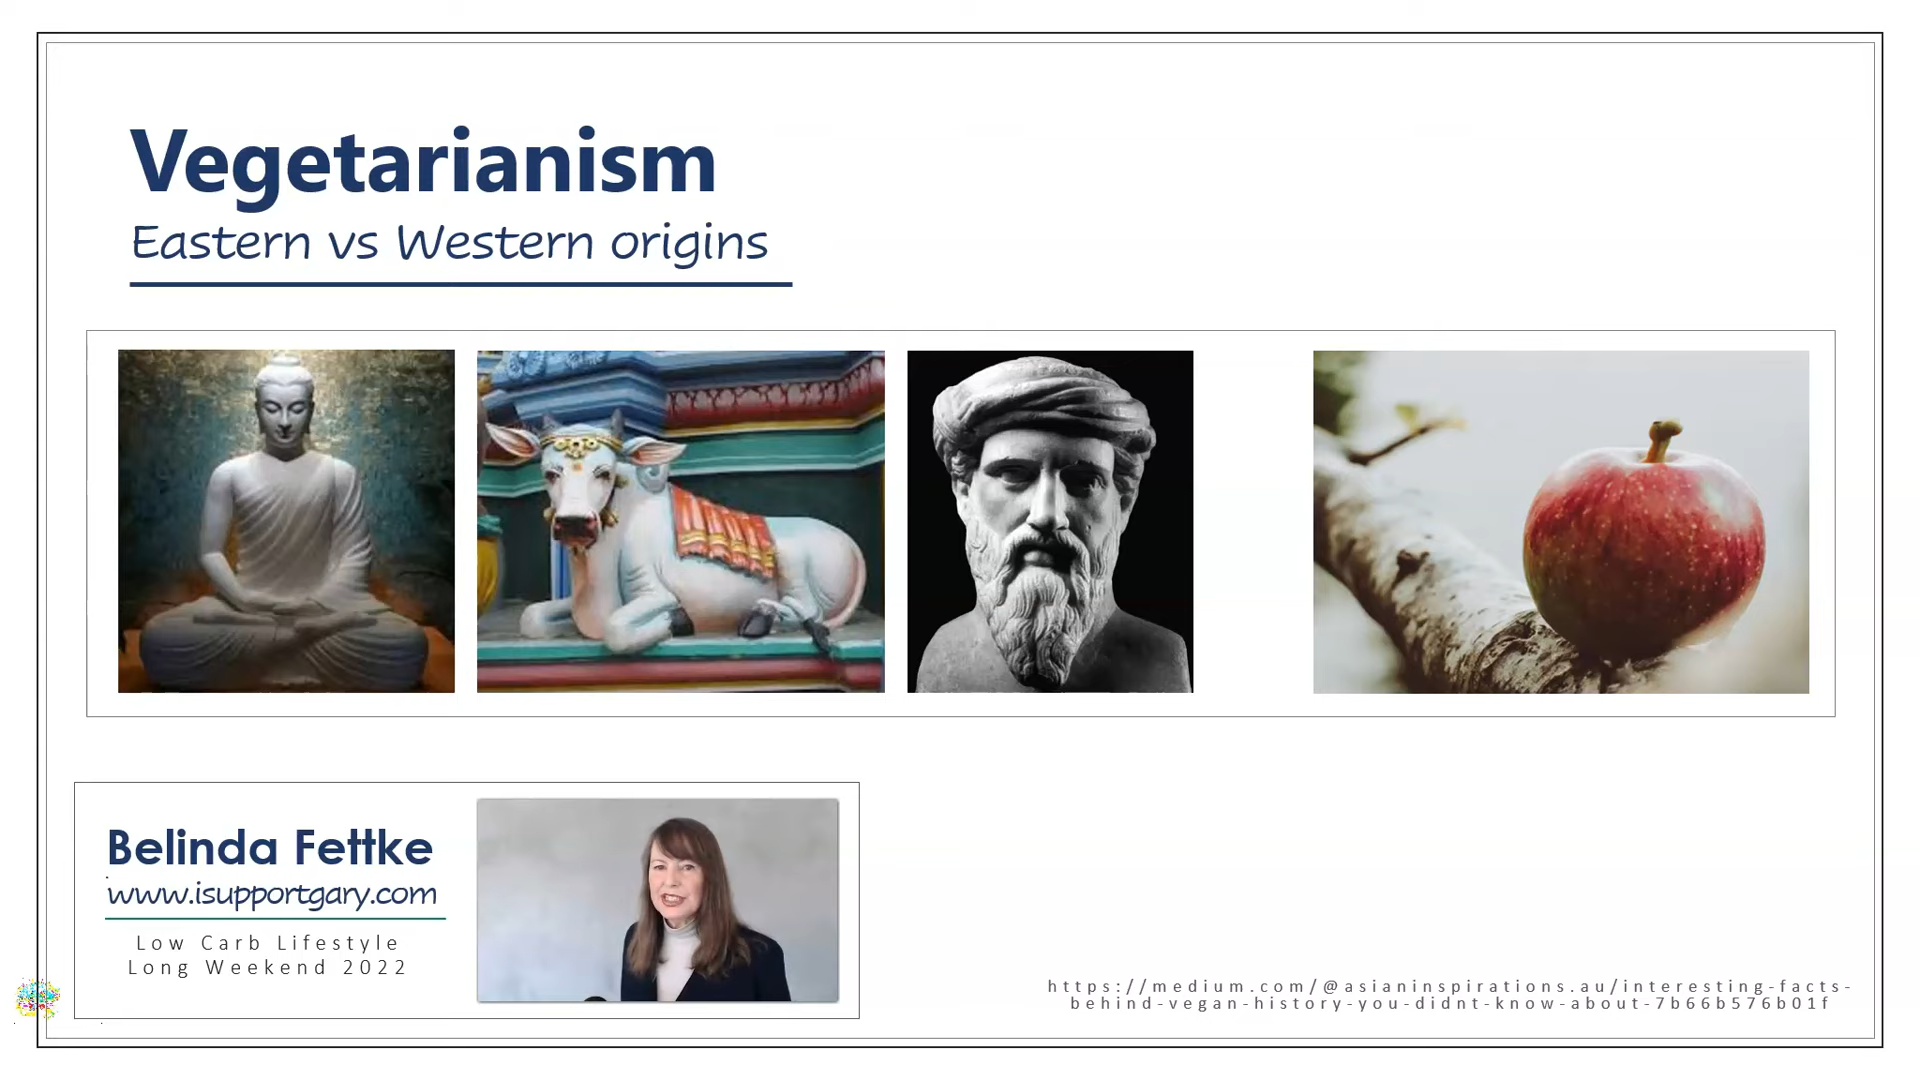 Vegetarianism
Eastern vs Western origins
Belinda Fettke
www.isupportgary.com
Low Carb Lifestyle
Long Weekend 2022
https://medium.com/@asianinspirations.au/interesting-facts-
behind-vegan-history-you-didnt-know-about-7b66b576b01f